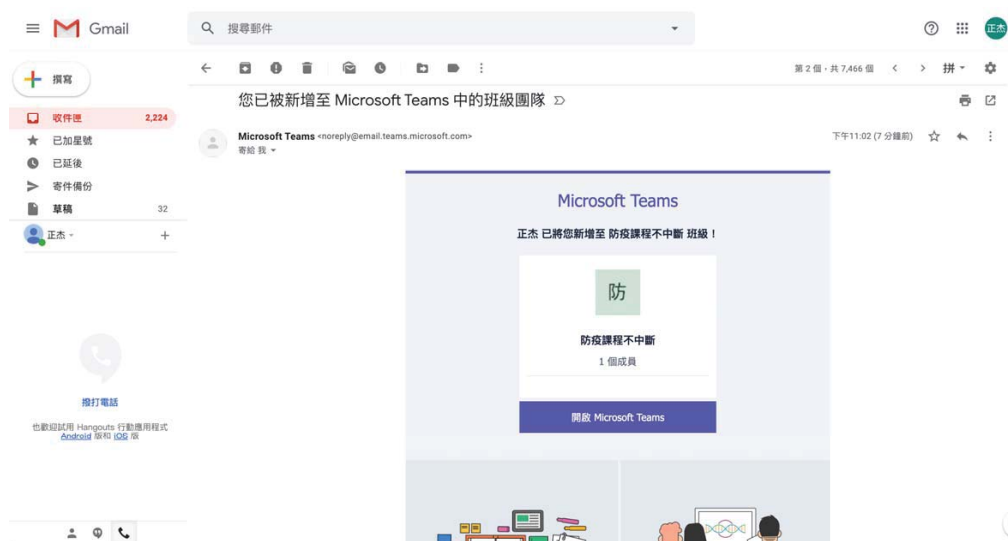 Gmail
搜尋郵件
正杰
撰寫
第 2 個，共 7,466 個
拼
您已被新增至 Microsoft Teams 中的班級團隊
收件匣 2,224
已加星號
已延後
寄件備份
草稿 32
正杰
Microsoft Teams <noreply@email.teams.microsoft.com>
寄給 我
下午11:02 (7 分鐘前)
Microsoft Teams
正杰 已將您新增至 防疫課程不中斷 班級！
防
防疫課程不中斷
1 個成員
開啟 Microsoft Teams
撥打電話
也歡迎試用 Hangouts 行動應用程式
Android 版和 iOS 版